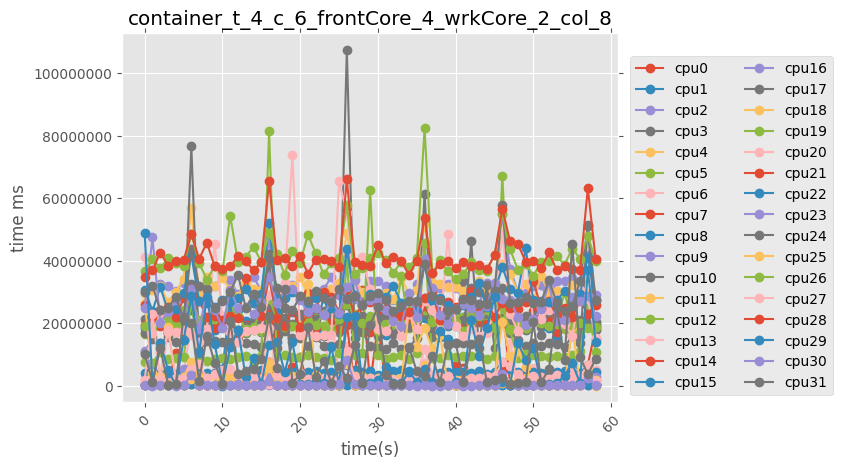 container_t_4_c_6_frontCore_4_wrkCore_2_col_8
time ms
100000000
80000000
60000000
40000000
20000000
0
0
10
20
30
40
50
60
time(s)
cpu0
cpu1
cpu2
cpu3
cpu4
cpu5
cpu6
cpu7
cpu8
cpu9
cpu10
cpu11
cpu12
cpu13
cpu14
cpu15
cpu16
cpu17
cpu18
cpu19
cpu20
cpu21
cpu22
cpu23
cpu24
cpu25
cpu26
cpu27
cpu28
cpu29
cpu30
cpu31